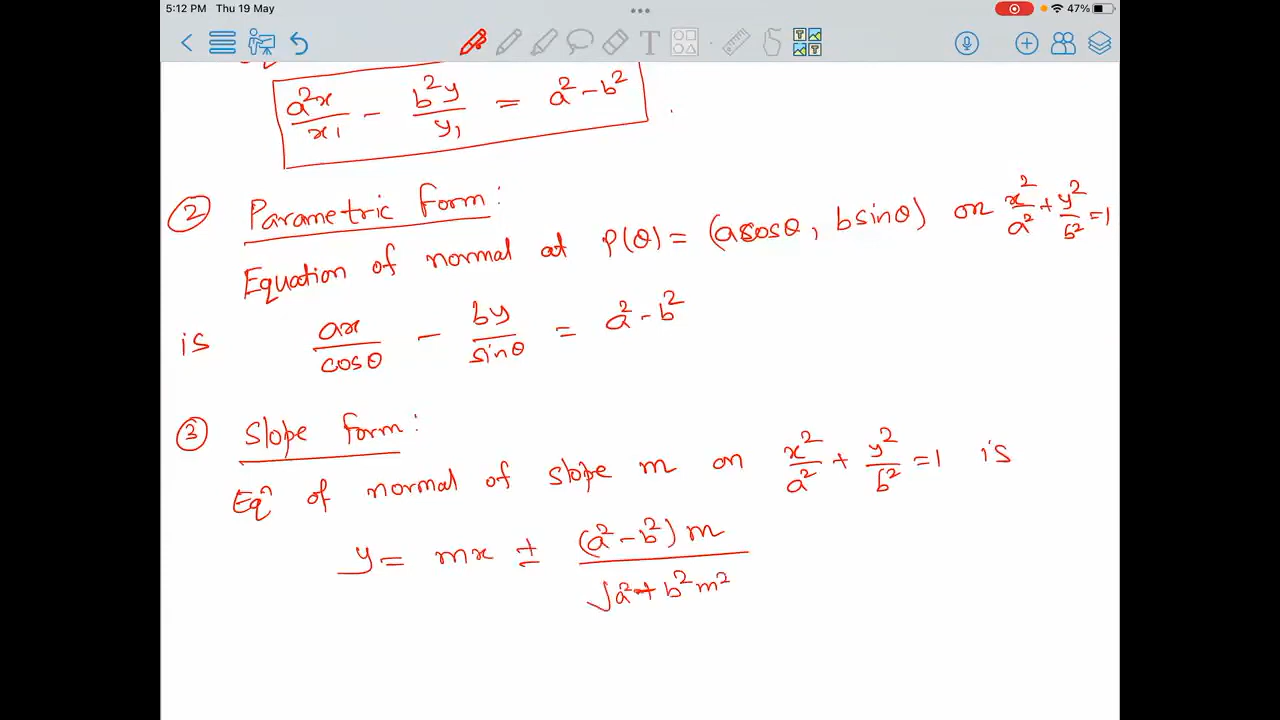 5:12 PM Thu 19 May 47%
T T T
a²x/x₁ - b²y/y₁ = a² - b²
② Parametric form:
Equation of normal at P(θ) = (acosθ, bsinθ) on x²/a² + y²/b² = 1
is ax/cosθ - by/sinθ = a² - b²
③ Slope form:
Eqⁿ of normal of slope m on x²/a² + y²/b² = 1 is
y = mx ± (a² - b²)m/√a² + b²m²